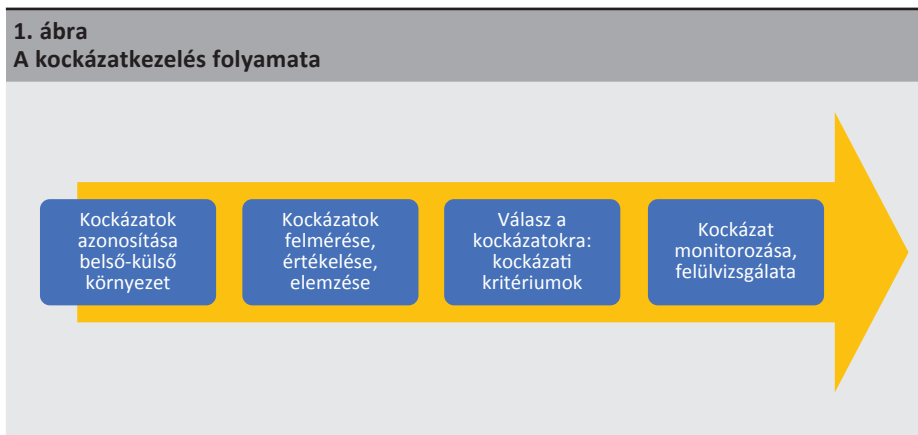 1. ábra
A kockázatkezelés folyamata
Kockázatok
azonosítása
belső-külső
környezet
Kockázatok
felmérése,
értékelése,
elemzése
Válasz a
kockázatokra:
kockázati
kritériumok
Kockázat
monitorozása,
felülvizsgálata